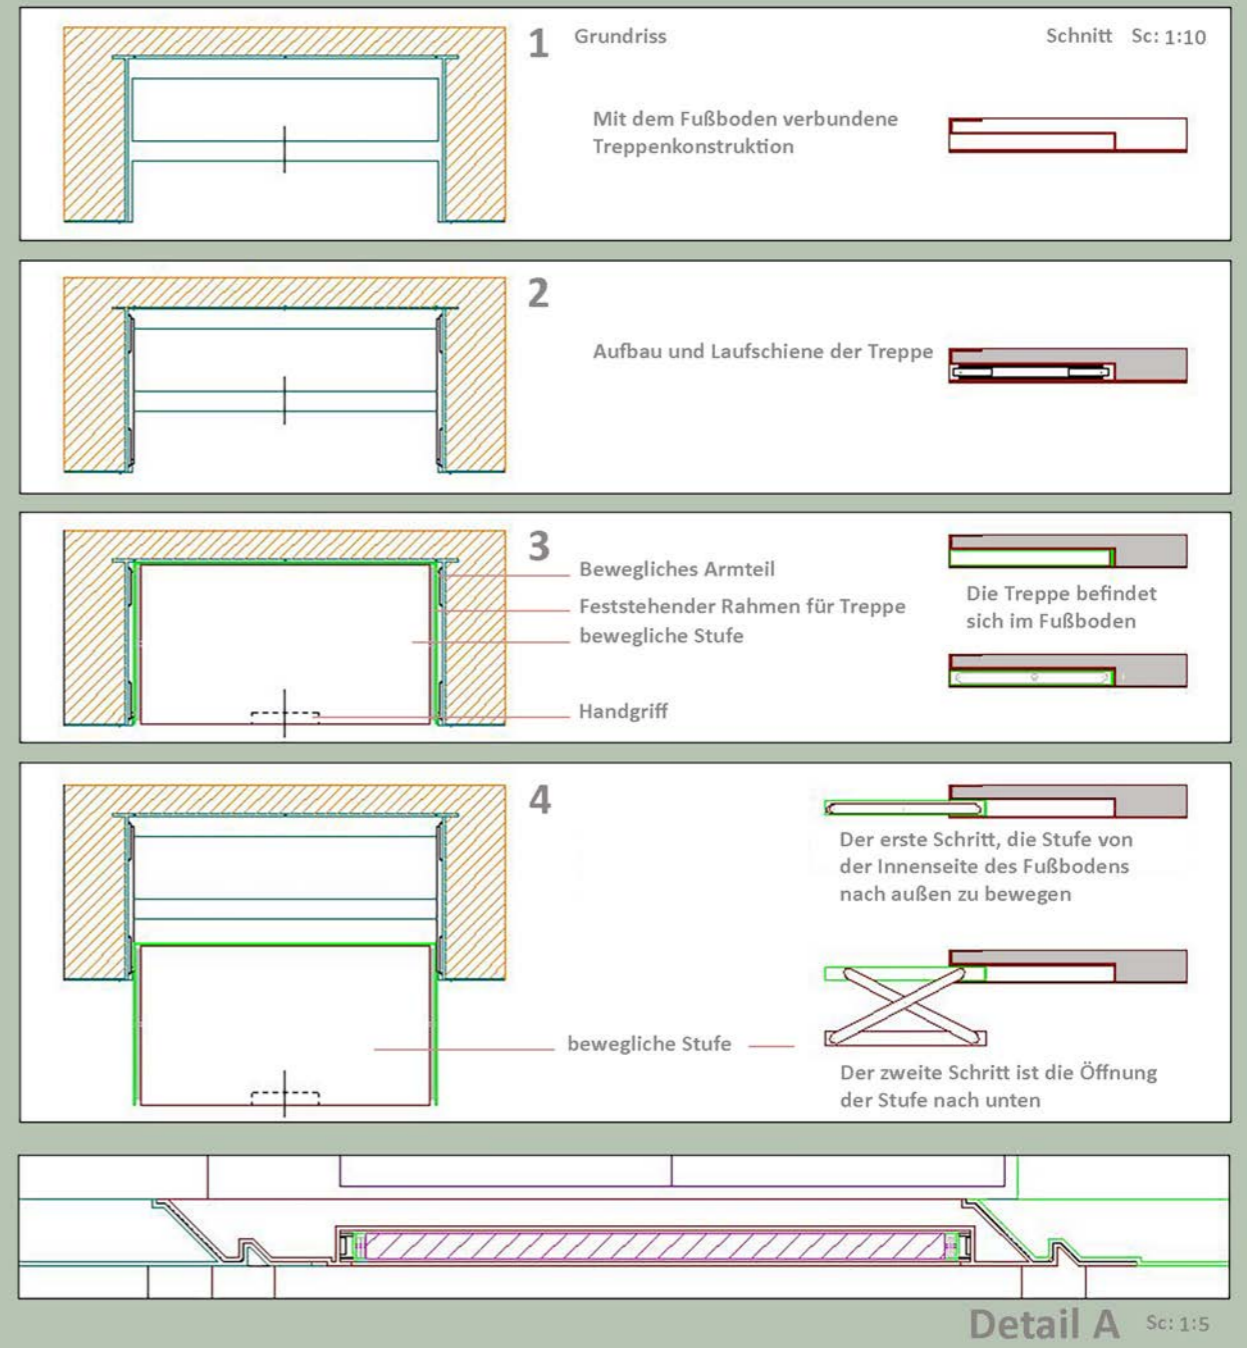 1 Grundriss Schnitt Sc: 1:10
Mit dem Fußboden verbundene
Treppenkonstruktion
2
Aufbau und Laufschiene der Treppe
3
Bewegliches Armteil
Feststehender Rahmen für Treppe
bewegliche Stufe
Handgriff
Die Treppe befindet
sich im Fußboden
4
Der erste Schritt, die Stufe von
der Innenseite des Fußbodens
nach außen zu bewegen
bewegliche Stufe
Der zweite Schritt ist die Öffnung
der Stufe nach unten
Detail A Sc: 1:5